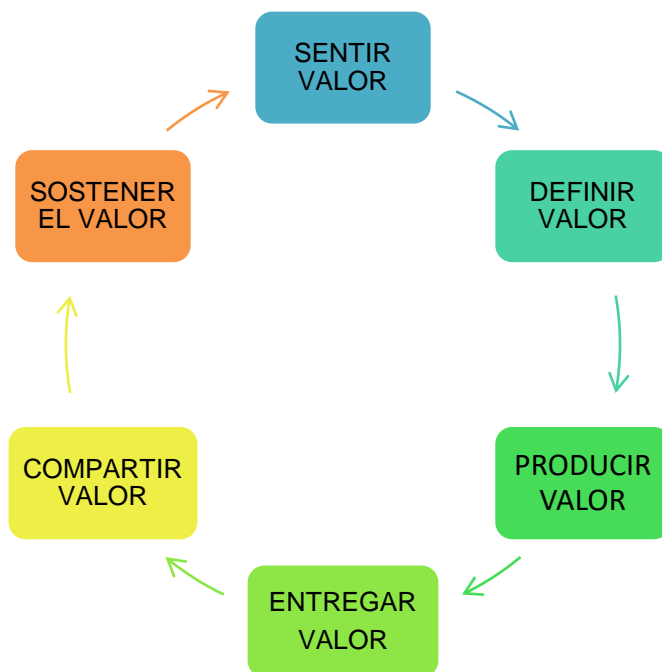 SENTIR
VALOR
DEFINIR
VALOR
PRODUCIR
VALOR
ENTREGAR
VALOR
COMPARTIR
VALOR
SOSTENER
EL VALOR